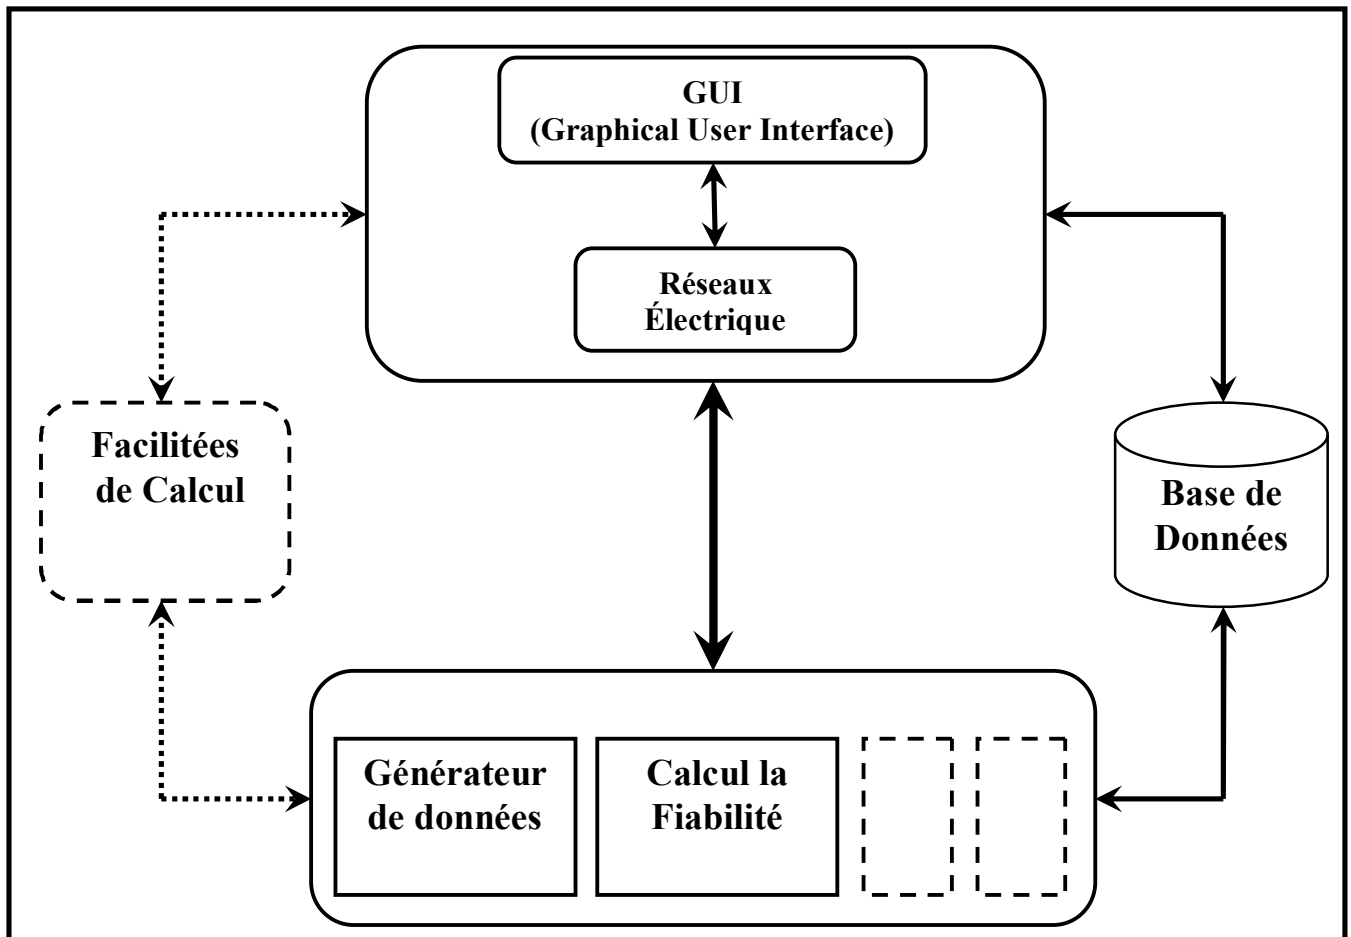 GUI
(Graphical User Interface)
Réseaux
Électrique
Facilitées
de Calcul
Base de
Données
Générateur
de données
Calcul la
Fiabilité